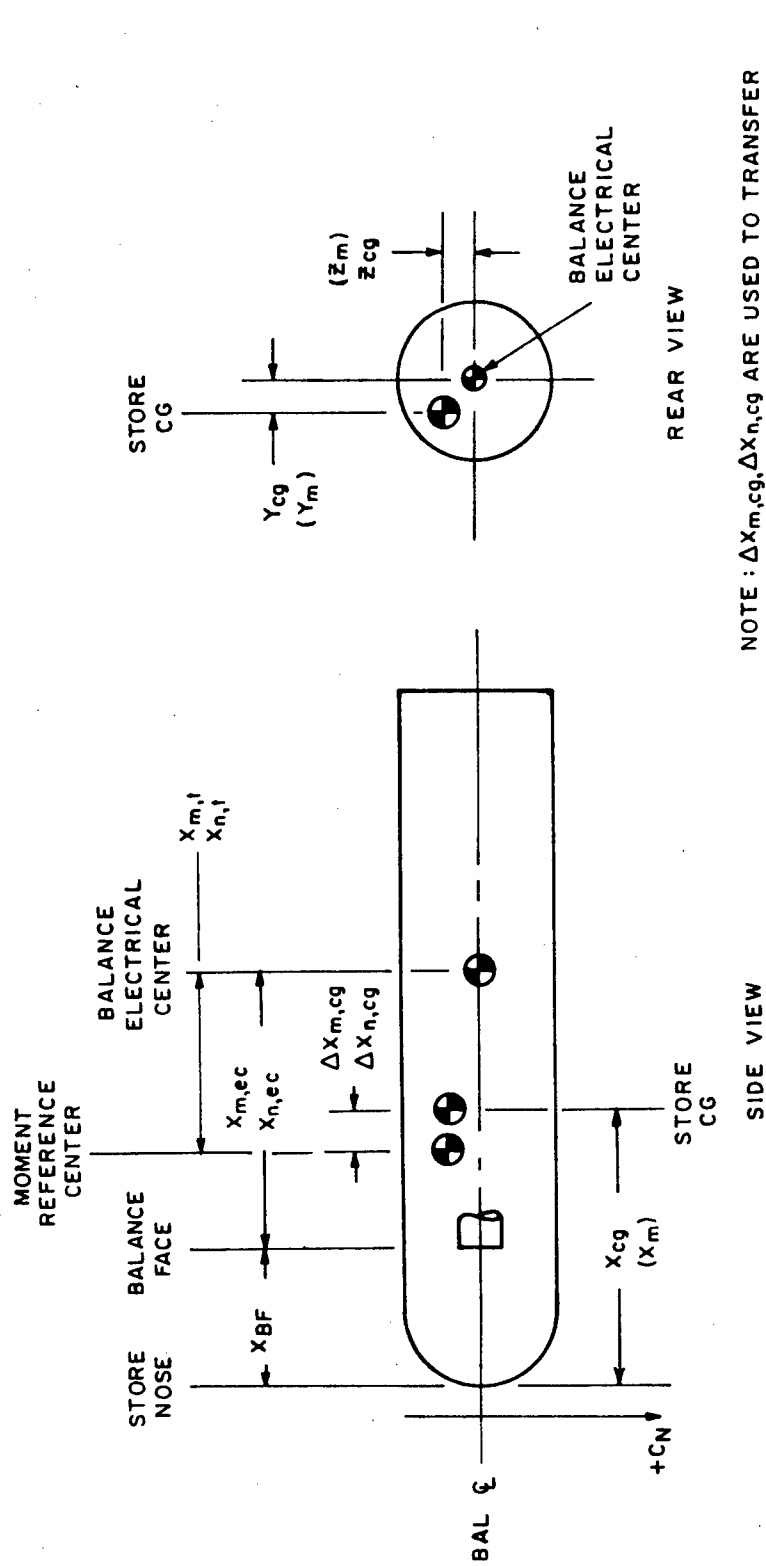 STORE
NOSE
BALANCE
FACE
MOMENT
REFERENCE
CENTER
BALANCE
ELECTRICAL
CENTER
Xm,t
Xn,t
XBF
Xm,ec
Xn,ec
ΔXm,cg
ΔXn,cg
BAL ℄
+CN
Xcg
(Xm)
STORE
CG
SIDE VIEW
STORE
CG
Ycg
(Ym)
(Zm)
Zcg
BALANCE
ELECTRICAL
CENTER
REAR VIEW
NOTE : ΔXm,cg,ΔXn,cg ARE USED TO TRANSFER